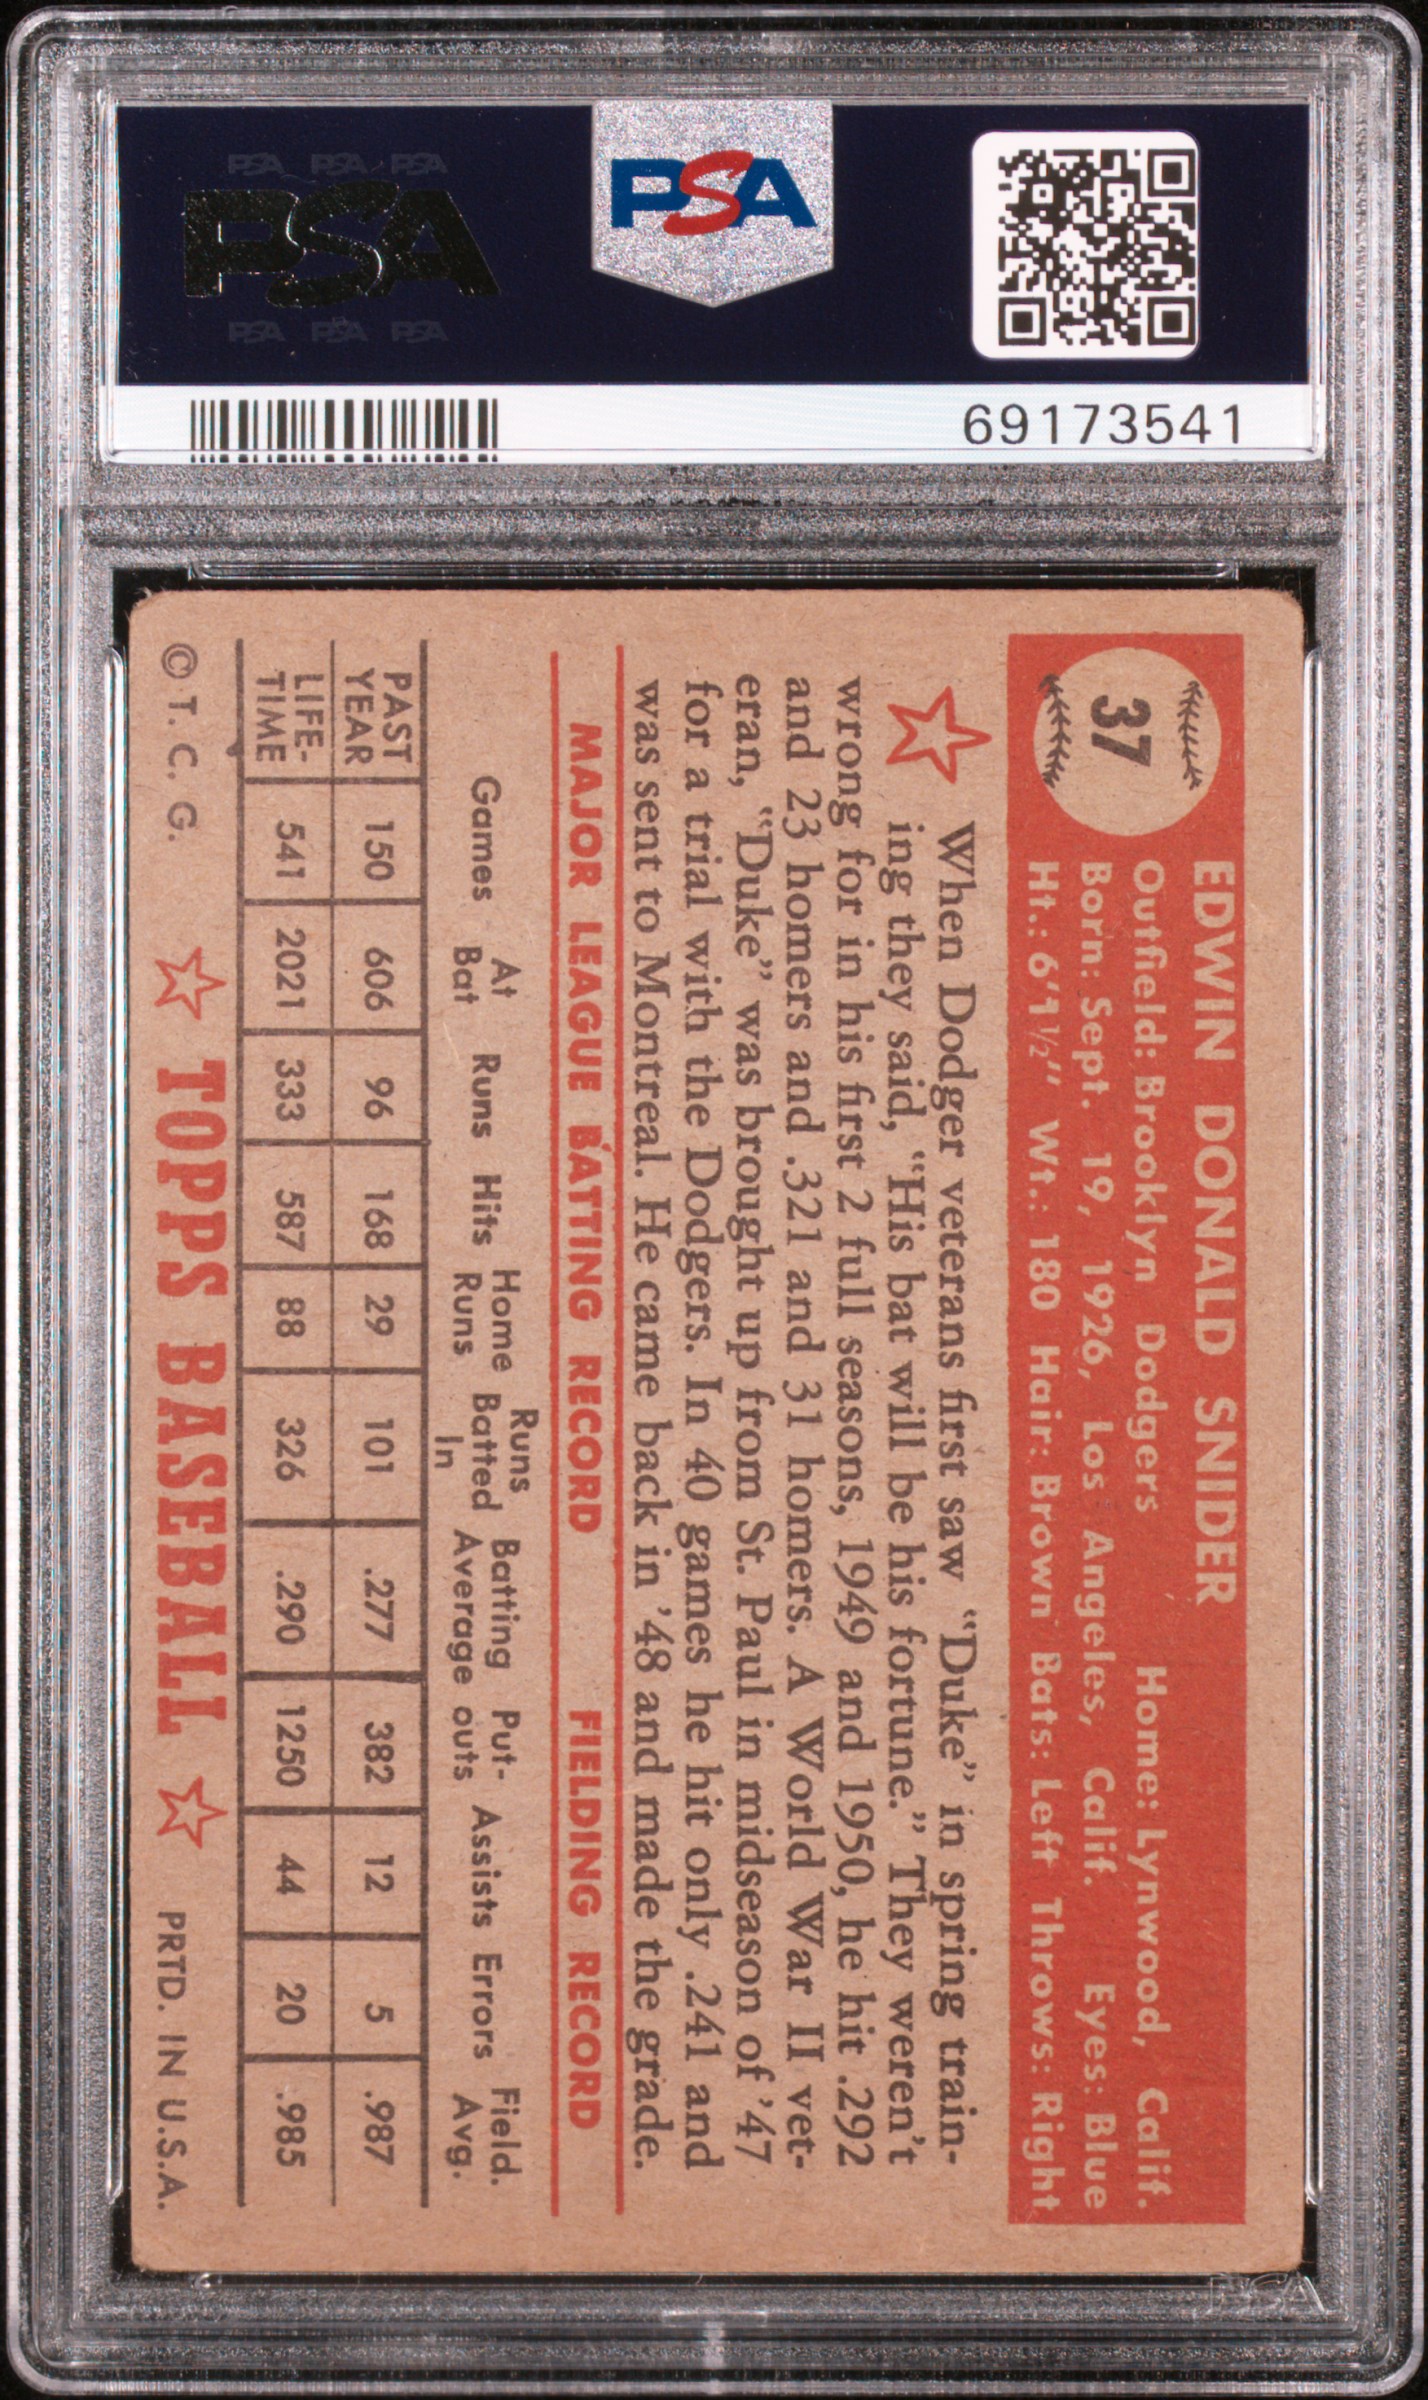 PSA PSA PSA
PSA
PSA PSA PSA
PSA
69173541
37
EDWIN DONALD SNIDER
Outfield: Brooklyn Dodgers Home: Lynwood, Calif.
Born: Sept. 19, 1926, Los Angeles, Calif. Eyes: Blue
Ht.: 6'1½" Wt.: 180 Hair: Brown Bats: Left Throws: Right
When Dodger veterans first saw "Duke" in spring train-
ing they said, "His bat will be his fortune." They weren't
wrong for in his first 2 full seasons, 1949 and 1950, he hit .292
and 23 homers and .321 and 31 homers. A World War II vet-
eran, "Duke" was brought up from St. Paul in midseason of '47
for a trial with the Dodgers. In 40 games he hit only .241 and
was sent to Montreal. He came back in '48 and made the grade.
MAJOR LEAGUE BATTING RECORD FIELDING RECORD
Games At Bat Runs Hits Home Runs Runs Batted In Batting Average Put-outs Assists Errors Field. Avg.
PAST YEAR 150 606 96 168 29 101 .277 382 12 5 .987
LIFE-TIME 541 2021 333 587 88 326 .290 1250 44 20 .985
© T. C. G. TOPPS BASEBALL PRTD. IN U.S.A.
PSA